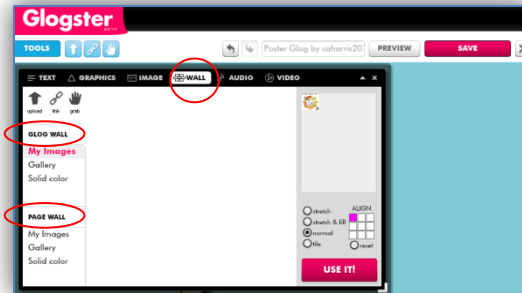 Glogster
BETA
TOOLS
Poster Glog by caharris20
PREVIEW
SAVE
TEXT GRAPHICS IMAGE WALL AUDIO VIDEO
upload link grab
GLOG WALL
My Images
Gallery
Solid color
PAGE WALL
My Images
Gallery
Solid color
stretch
stretch & fill
normal
tile
ALIGN
reset
USE IT!